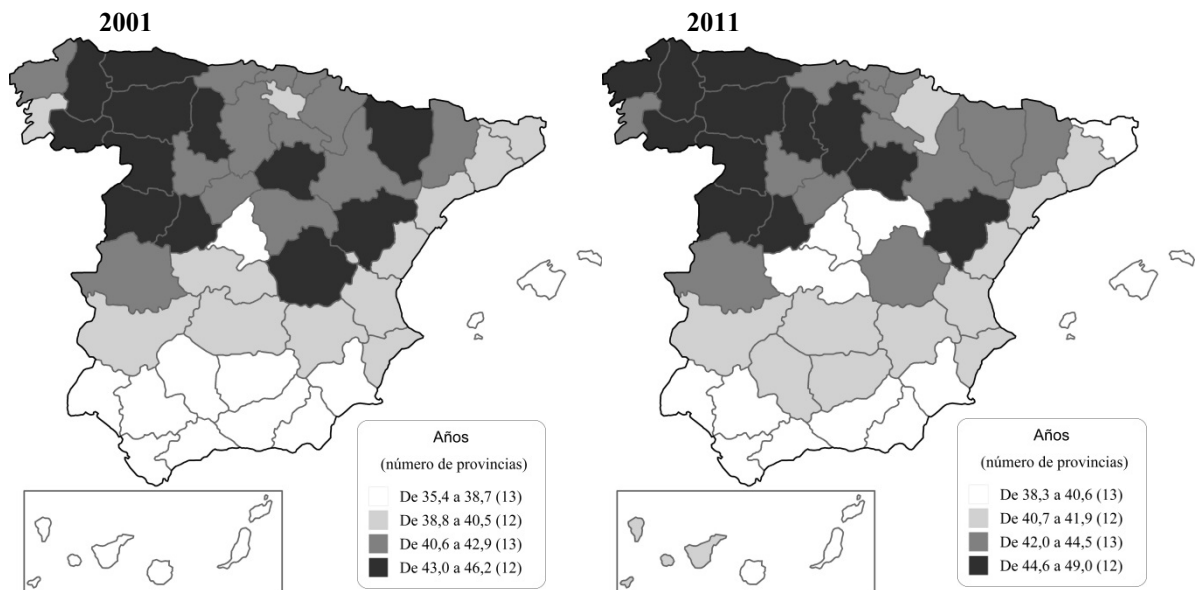 2001
Años
(número de provincias)
De 35,4 a 38,7 (13)
De 38,8 a 40,5 (12)
De 40,6 a 42,9 (13)
De 43,0 a 46,2 (12)
2011
Años
(número de provincias)
De 38,3 a 40,6 (13)
De 40,7 a 41,9 (12)
De 42,0 a 44,5 (13)
De 44,6 a 49,0 (12)